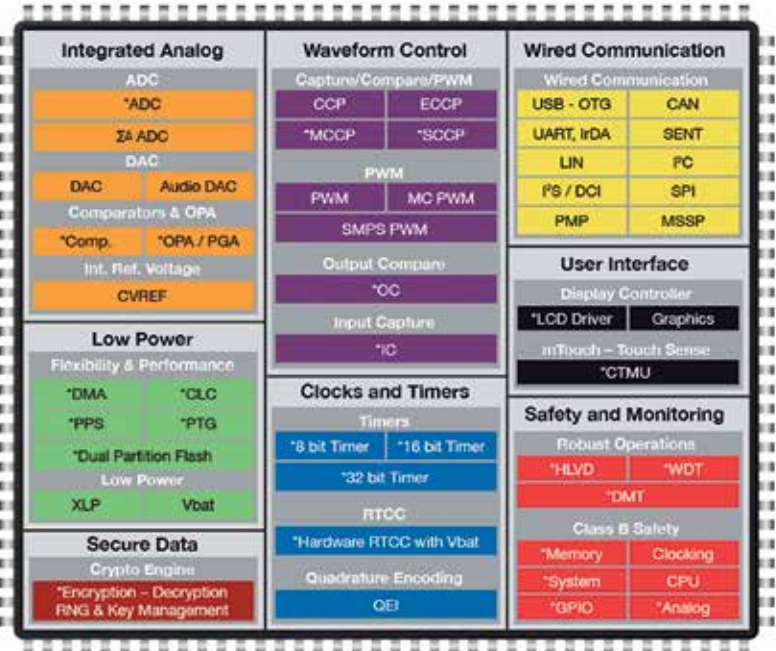 Integrated Analog
ADC
*ADC
ΣΔ ADC
DAC
DAC Audio DAC
Comparators & OPA
*Comp. *OPA / PGA
Int. Ref. Voltage
CVREF
Low Power
Flexibility & Performance
*DMA *CLC
*PPS *PTG
*Dual Partition Flash
Low Power
XLP Vbat
Secure Data
Crypto Engine
*Encryption – Decryption
RNG & Key Management
Waveform Control
Capture/Compare/PWM
CCP ECCP
*MCCP *SCCP
PWM
PWM MC PWM
SMPS PWM
Output Compare
*OC
Input Capture
*IC
Clocks and Timers
Timers
*8 bit Timer *16 bit Timer
*32 bit Timer
RTCC
*Hardware RTCC with Vbat
Quadrature Encoding
QEI
Wired Communication
Wired Communication
USB - OTG CAN
UART, IrDA SENT
LIN I²C
I²S / DCI SPI
PMP MSSP
User Interface
Display Controller
*LCD Driver Graphics
mTouch – Touch Sense
*CTMU
Safety and Monitoring
Robust Operations
*HLVD *WDT
*DMT
Class B Safety
*Memory Clocking
*System CPU
*GPIO *Analog